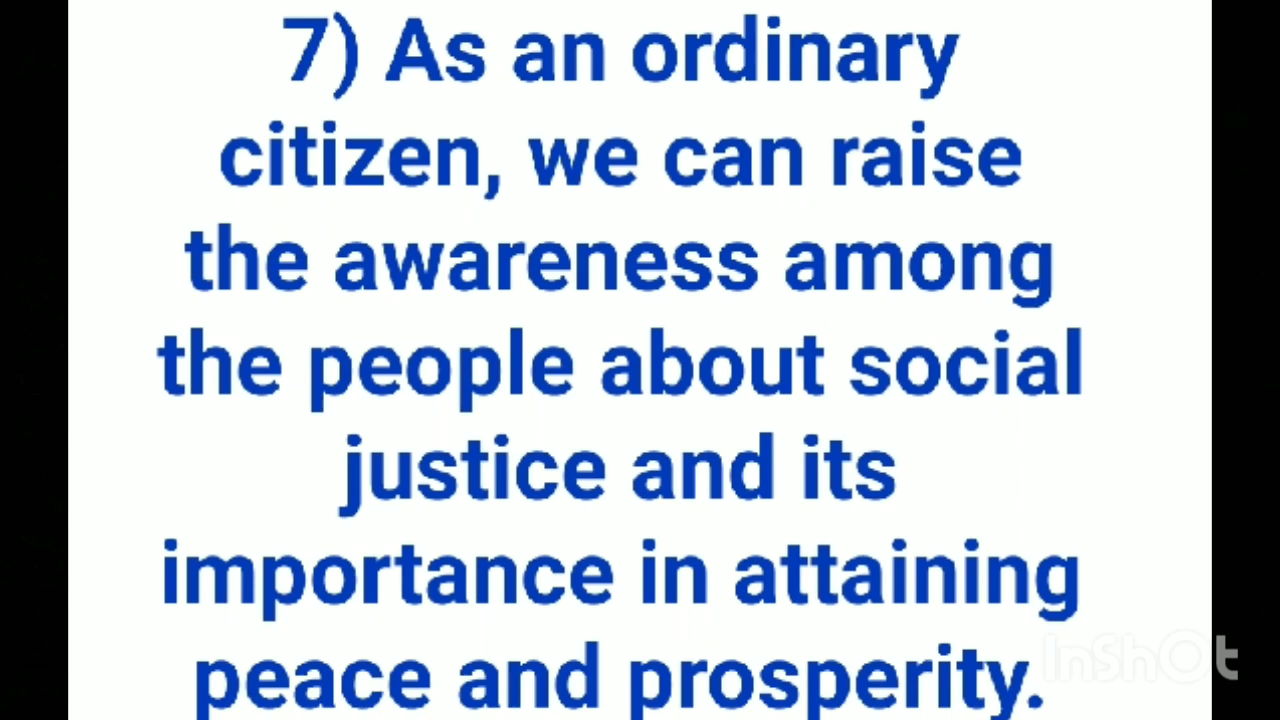 7) As an ordinary
citizen, we can raise
the awareness among
the people about social
justice and its
importance in attaining
peace and prosperity.
InShOt